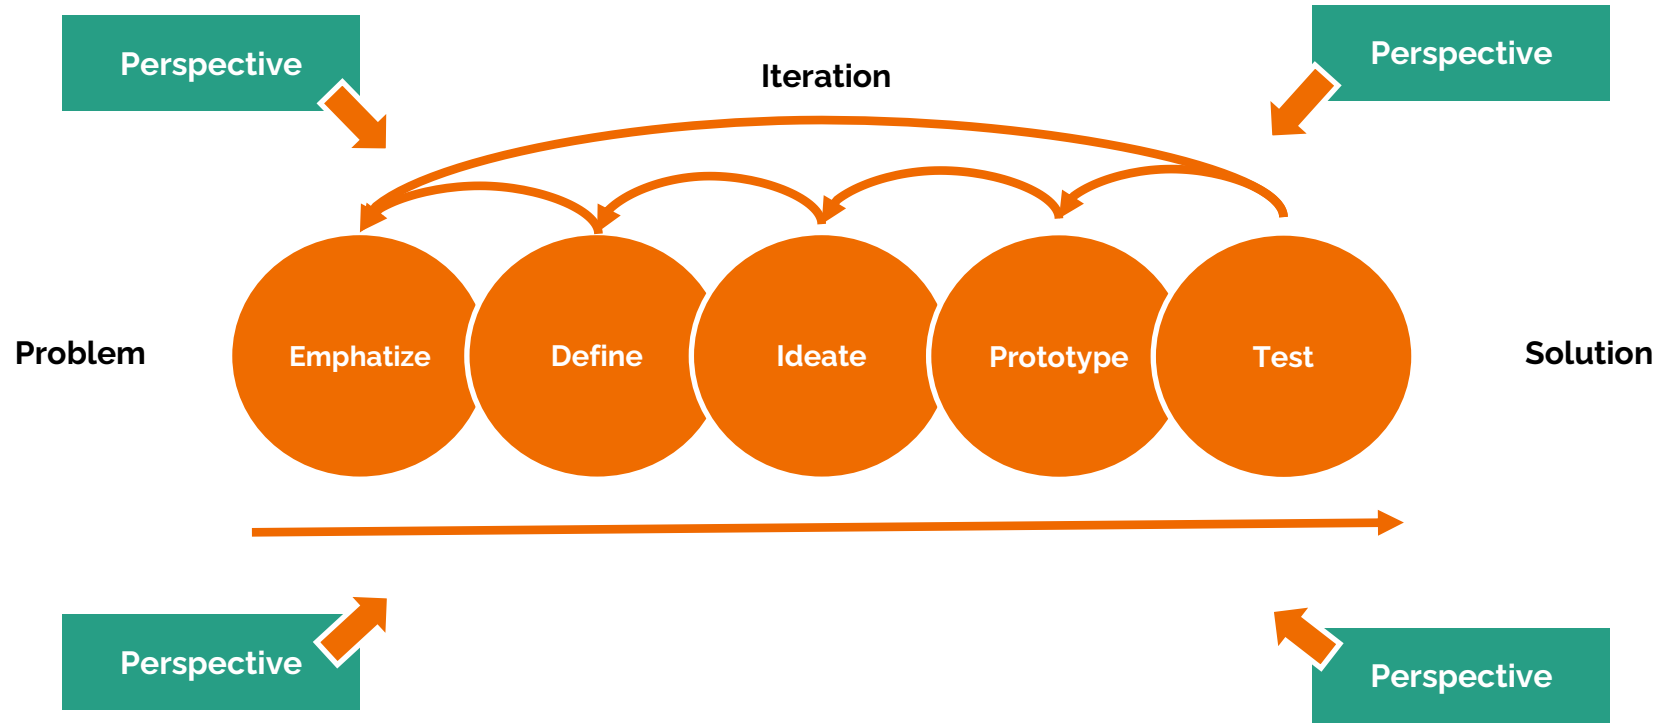 Perspective
Perspective
Iteration
Problem
Emphatize
Define
Ideate
Prototype
Test
Solution
Perspective
Perspective